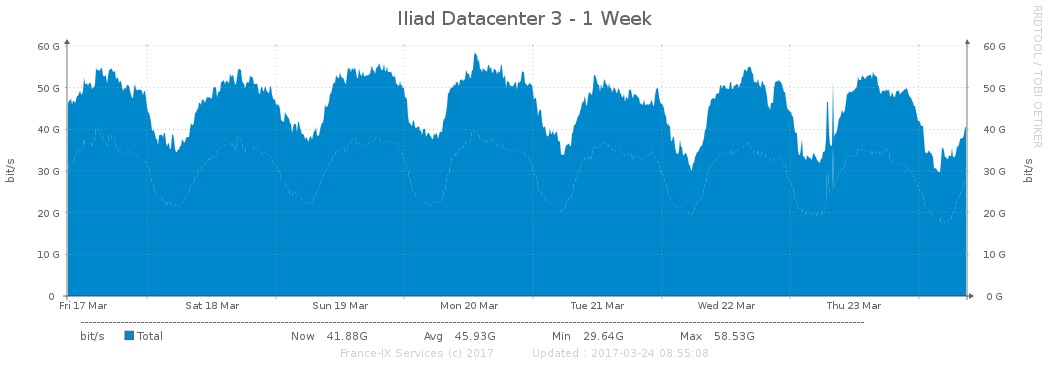 Iliad Datacenter 3 - 1 Week
RRDTOOL / TOBI OETIKER
60 G 60 G
50 G 50 G
40 G 40 G
30 G 30 G
20 G 20 G
10 G 10 G
0 0 G
bit/s bit/s
Fri 17 Mar Sat 18 Mar Sun 19 Mar Mon 20 Mar Tue 21 Mar Wed 22 Mar Thu 23 Mar
bit/s Total Now 41.88G Avg 45.93G Min 29.64G Max 58.53G
France-IX Services (c) 2017 Updated : 2017-03-24 08:55:08